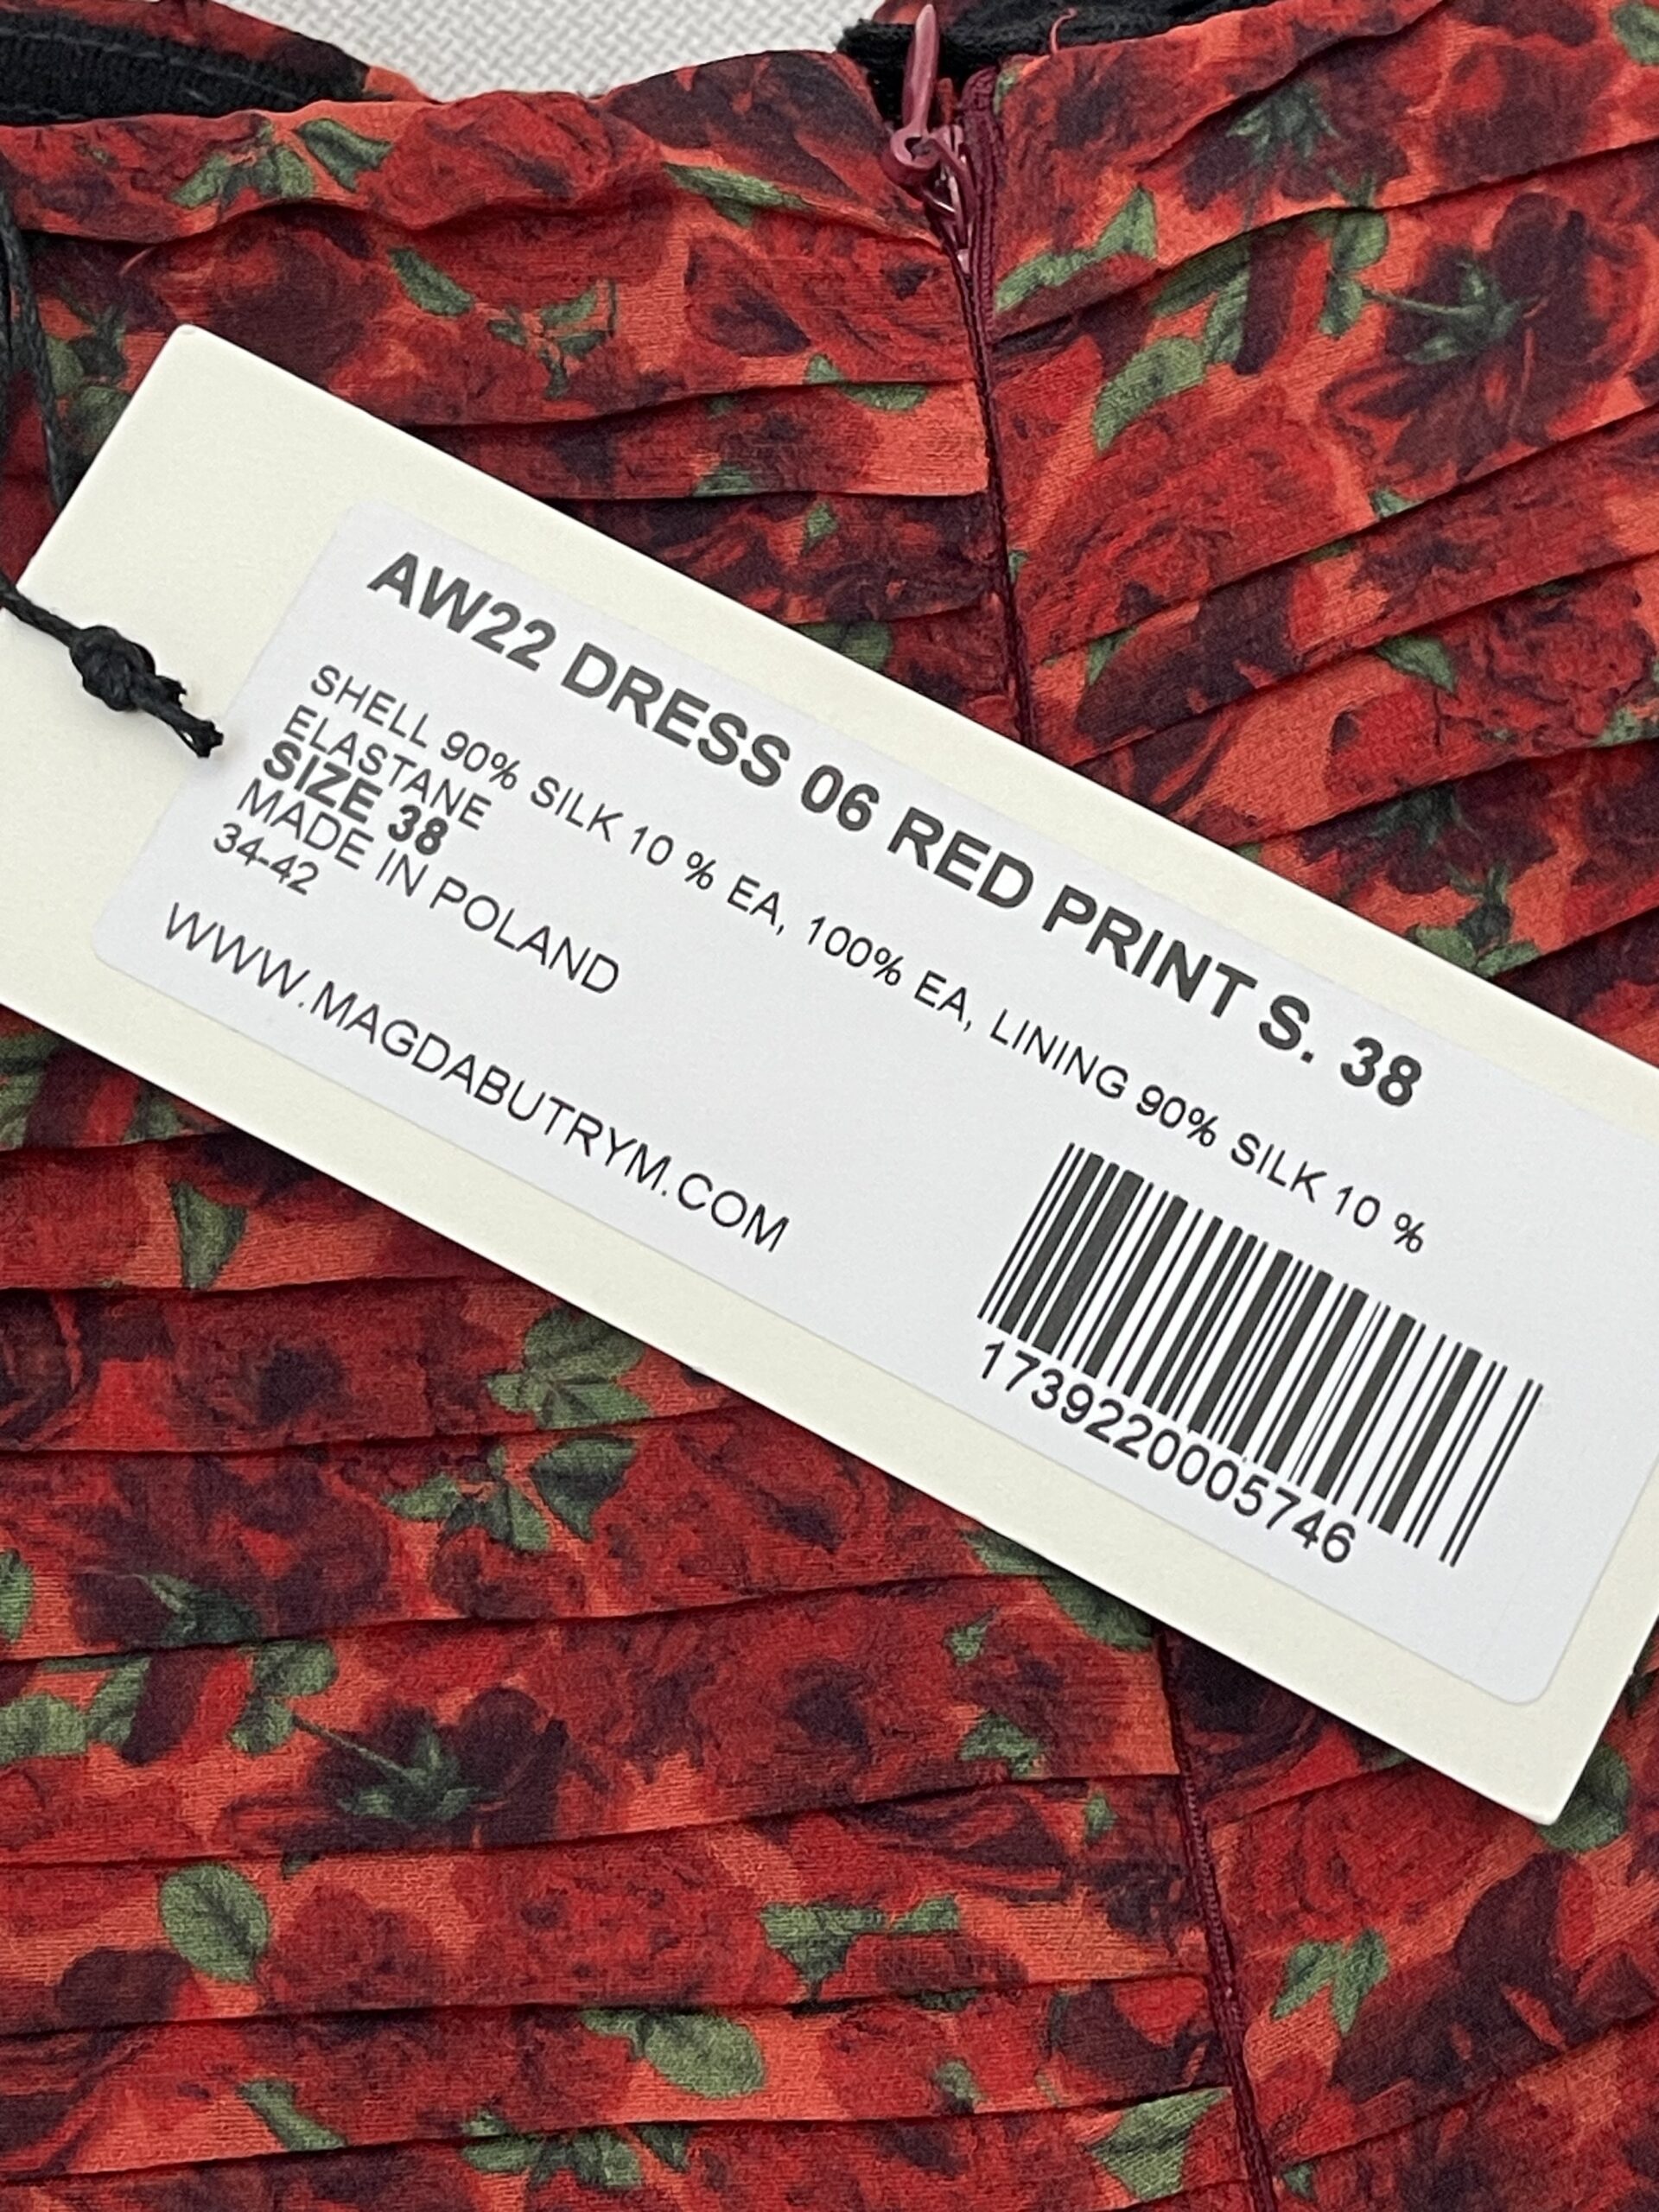 AW22 DRESS 06 RED PRINT S. 38
SHELL 90% SILK 10 % EA, 100% EA, LINING 90% SILK 10 %
ELASTANE
SIZE 38
MADE IN POLAND
34-42
WWW.MAGDABUTRYM.COM
1739220005746